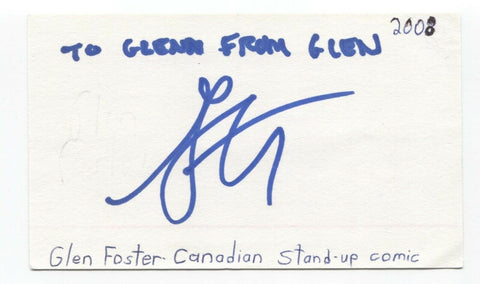 2008
TO GLENN FROM GLEN
Glen Foster-Canadian Stand-up comic